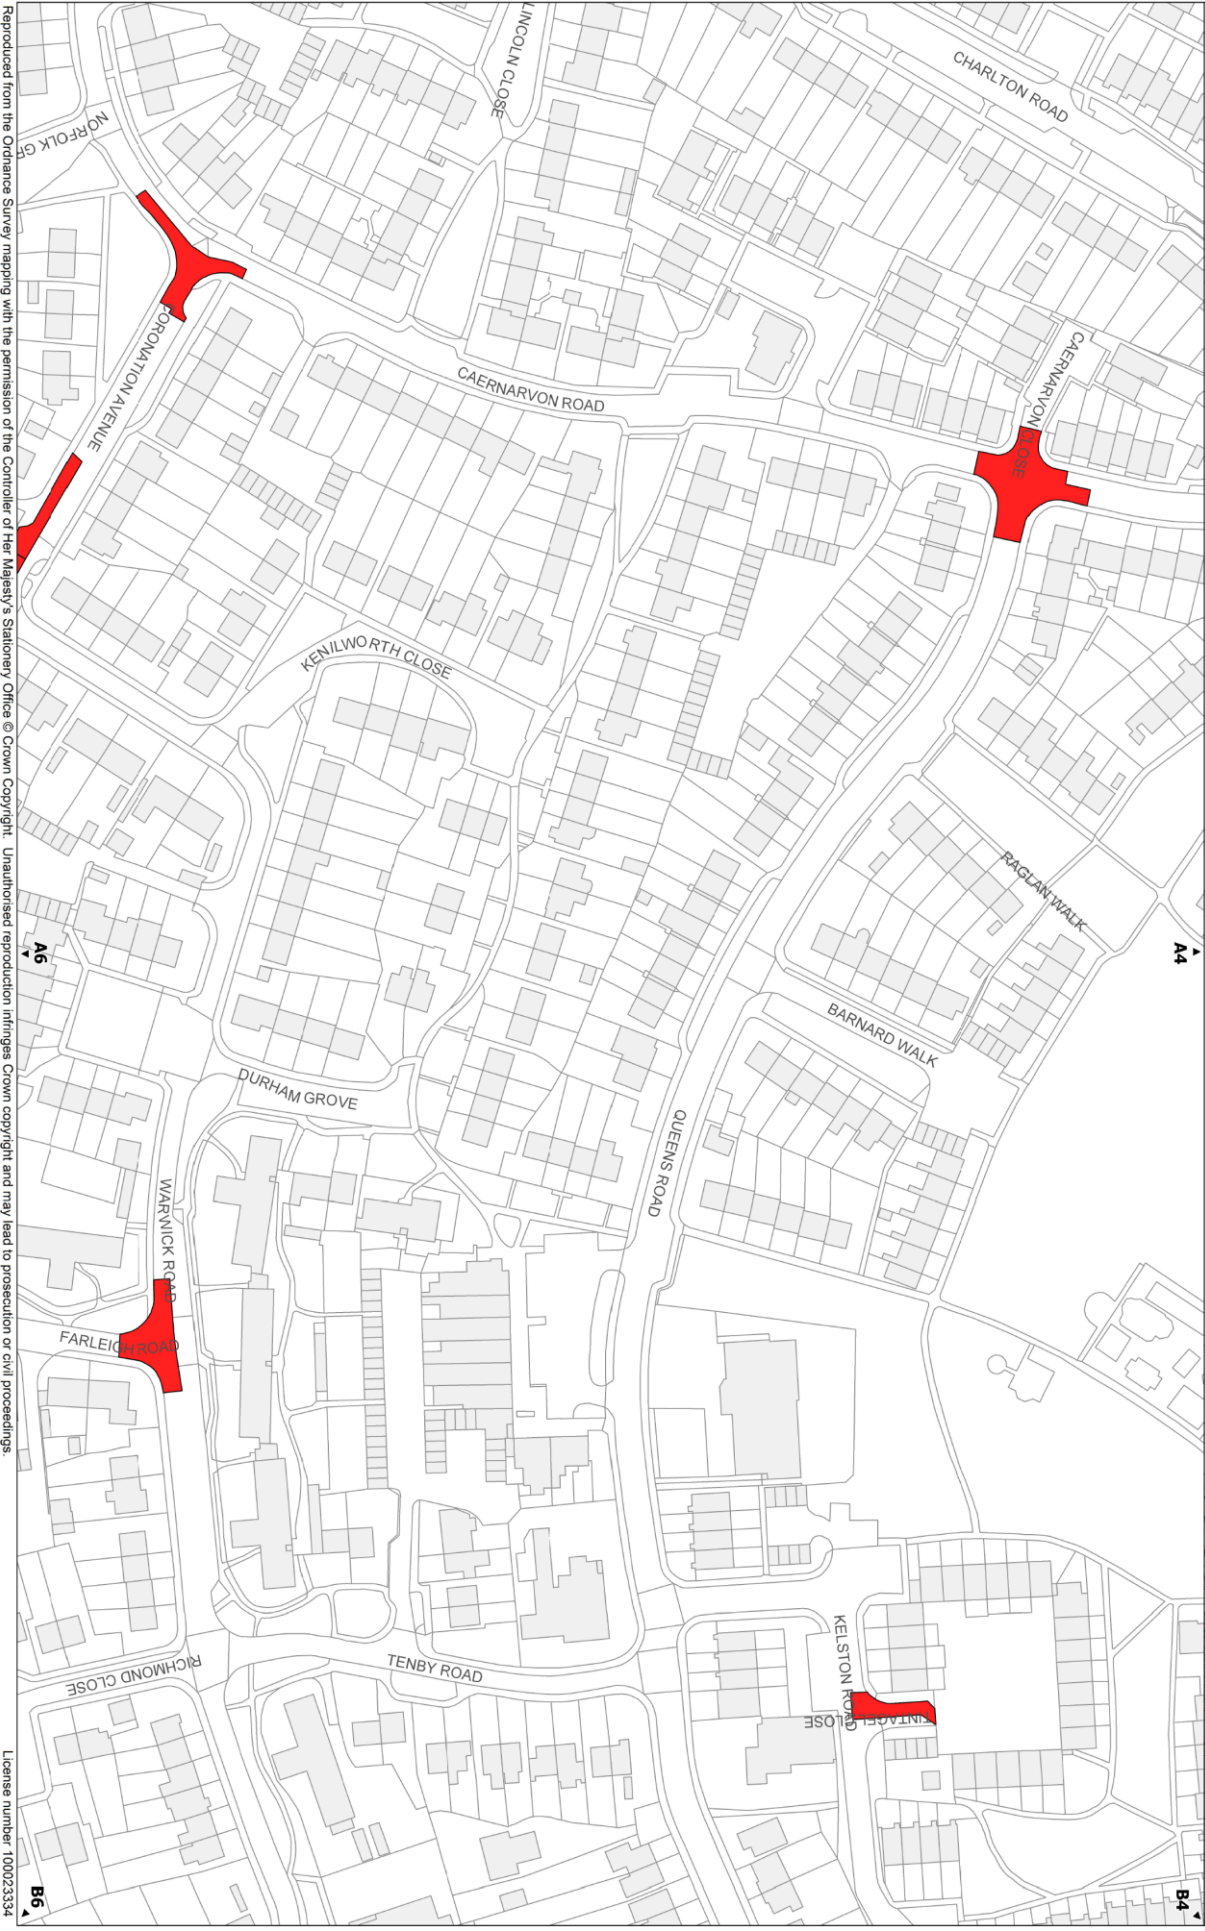 LINCOLN CLOSE
CHARLTON ROAD
NORFOLK GR
CAERNARVON
CLOSE
CORONATION AVENUE
CAERNARVON ROAD
KENILWORTH CLOSE
RAGLAN WALK
A6
A4
BARNARD WALK
DURHAM GROVE
QUEENS ROAD
WARWICK ROAD
FARLEIGH ROAD
KELSTON ROAD
RICHMOND CLOSE
TENBY ROAD
TINTAGEL CLOSE
B6
B4
Reproduced from the Ordnance Survey mapping with the permission of the Controller of Her Majesty's Stationery Office © Crown Copyright. Unauthorised reproduction infringes Crown copyright and may lead to prosecution or civil proceedings.
License number 100023334